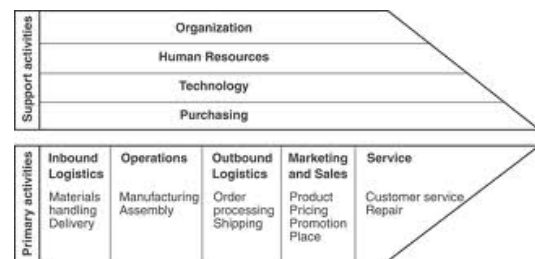 Support activities
Organization
Human Resources
Technology
Purchasing
Primary activities
Inbound
Logistics
Materials
handling
Delivery
Operations
Manufacturing
Assembly
Outbound
Logistics
Order
processing
Shipping
Marketing
and Sales
Product
Pricing
Promotion
Place
Service
Customer service
Repair